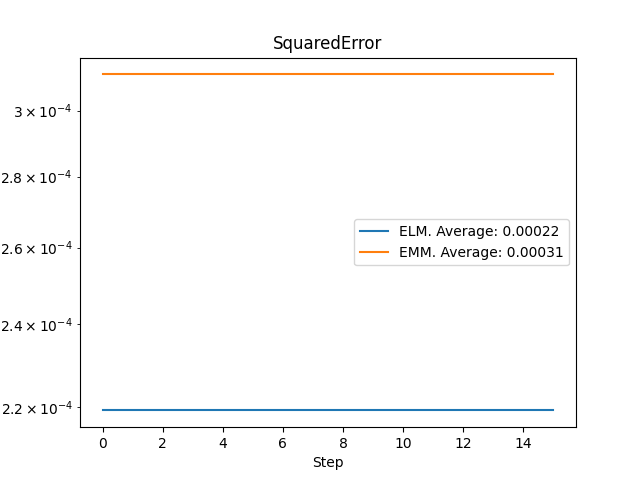 SquaredError
3 × 10⁻⁴
2.8 × 10⁻⁴
2.6 × 10⁻⁴
2.4 × 10⁻⁴
2.2 × 10⁻⁴
ELM. Average: 0.00022
EMM. Average: 0.00031
0 2 4 6 8 10 12 14
Step